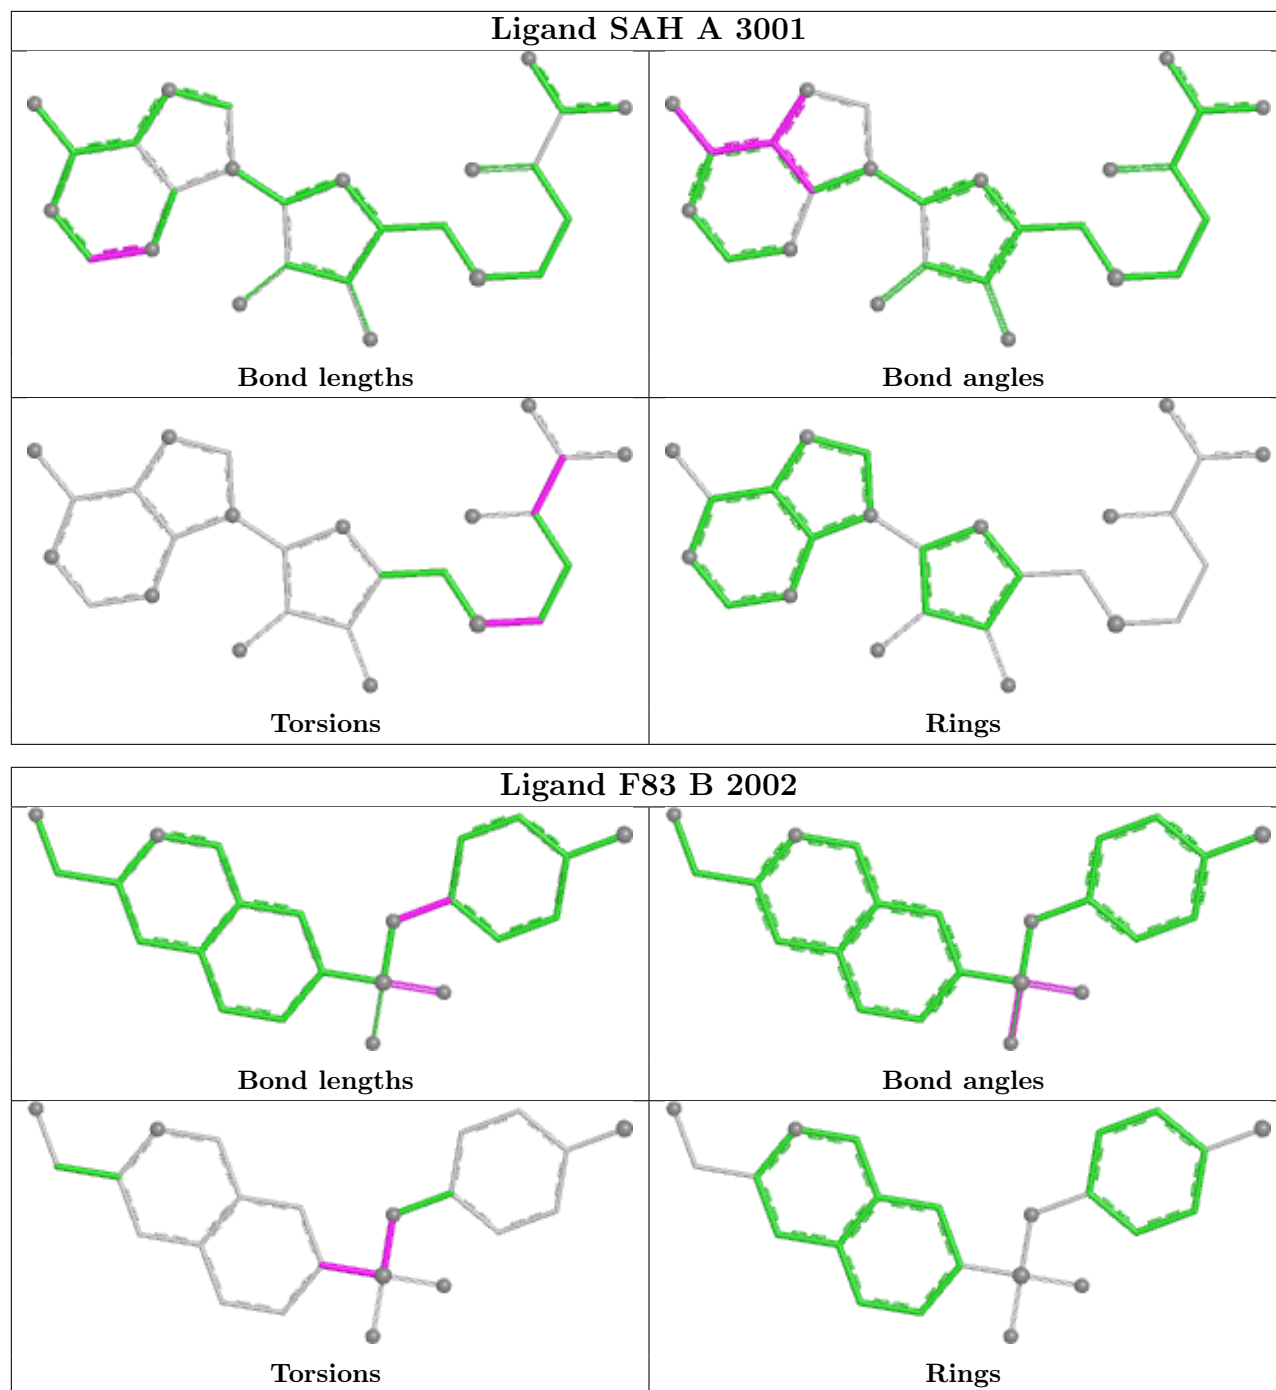 Ligand SAH A 3001
Bond lengths
Bond angles
Torsions
Rings
Ligand F83 B 2002
Bond lengths
Bond angles
Torsions
Rings